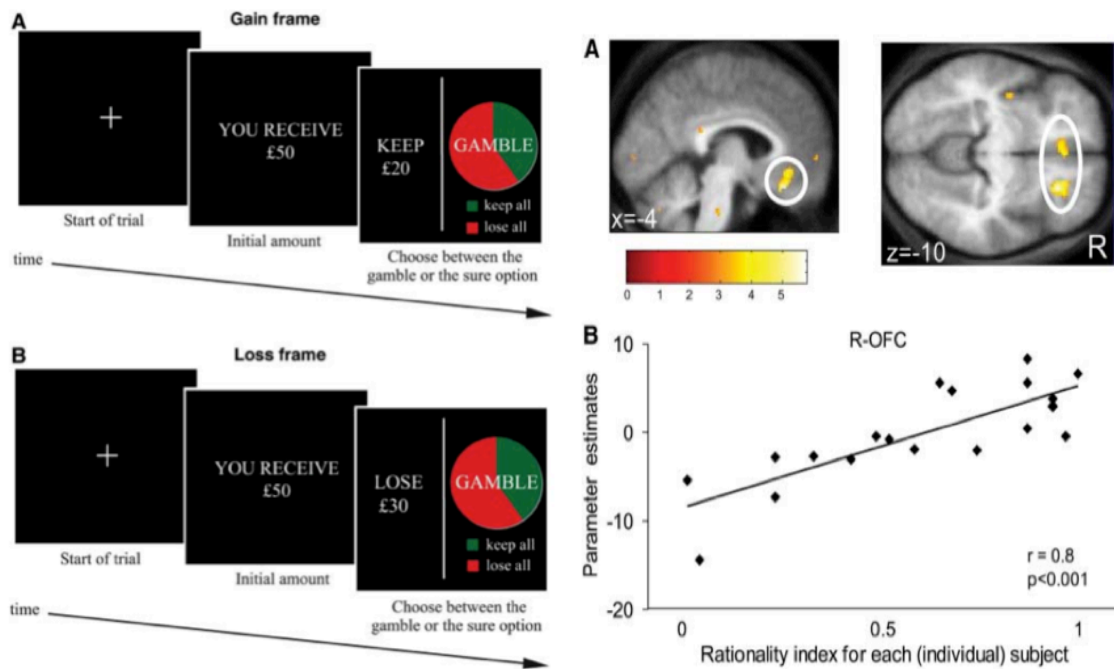 A
Gain frame
YOU RECEIVE
£50
KEEP
£20
GAMBLE
keep all
lose all
Start of trial
Initial amount
Choose between the
gamble or the sure option
time
B
Loss frame
YOU RECEIVE
£50
LOSE
£30
GAMBLE
keep all
lose all
Start of trial
Initial amount
Choose between the
gamble or the sure option
time
A
x=-4
z=-10
R
0 1 2 3 4 5
B
R-OFC
Parameter estimates
10
0
-10
-20
r = 0.8
p<0.001
0 0.5 1
Rationality index for each (individual) subject